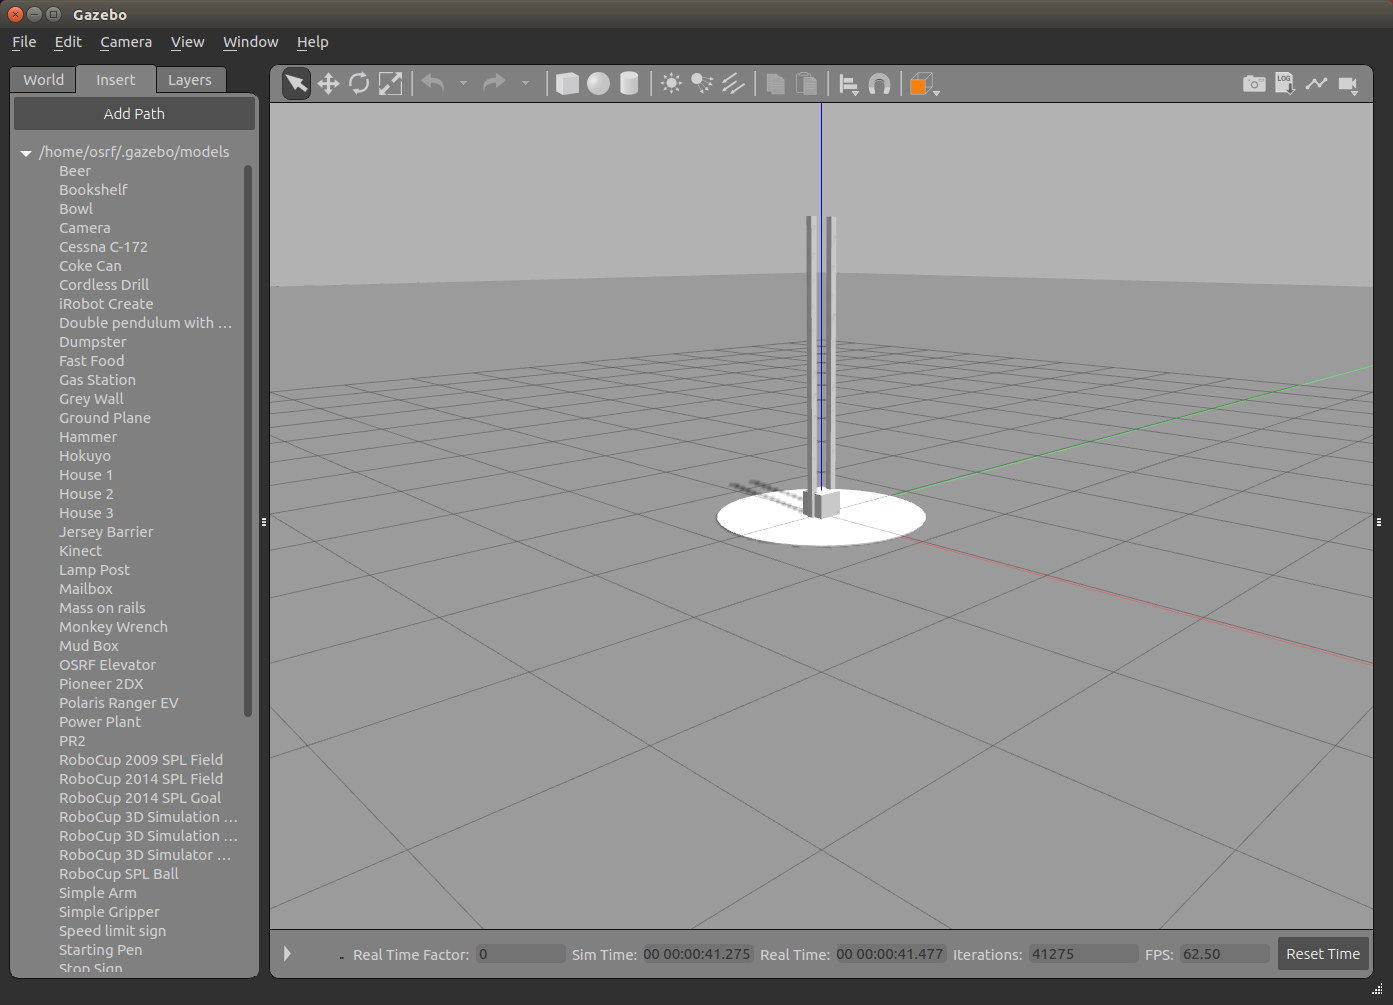 Gazebo
File Edit Camera View Window Help
World Insert Layers
LOG
Add Path
/home/osrf/.gazebo/models
Beer
Bookshelf
Bowl
Camera
Cessna C-172
Coke Can
Cordless Drill
iRobot Create
Double pendulum with ...
Dumpster
Fast Food
Gas Station
Grey Wall
Ground Plane
Hammer
Hokuyo
House 1
House 2
House 3
Jersey Barrier
Kinect
Lamp Post
Mailbox
Mass on rails
Monkey Wrench
Mud Box
OSRF Elevator
Pioneer 2DX
Polaris Ranger EV
Power Plant
PR2
RoboCup 2009 SPL Field
RoboCup 2014 SPL Field
RoboCup 2014 SPL Goal
RoboCup 3D Simulation ...
RoboCup 3D Simulation ...
RoboCup 3D Simulator ...
RoboCup SPL Ball
Simple Arm
Simple Gripper
Speed limit sign
Starting Pen
Stop Sign
Real Time Factor: 0 Sim Time: 00 00:00:41.275 Real Time: 00 00:00:41.477 Iterations: 41275 FPS: 62.50 Reset Time